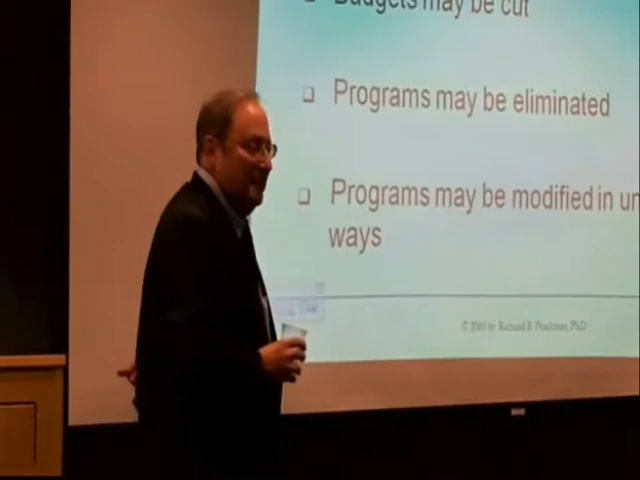 Budgets may be cut
Programs may be eliminated
Programs may be modified in un
ways